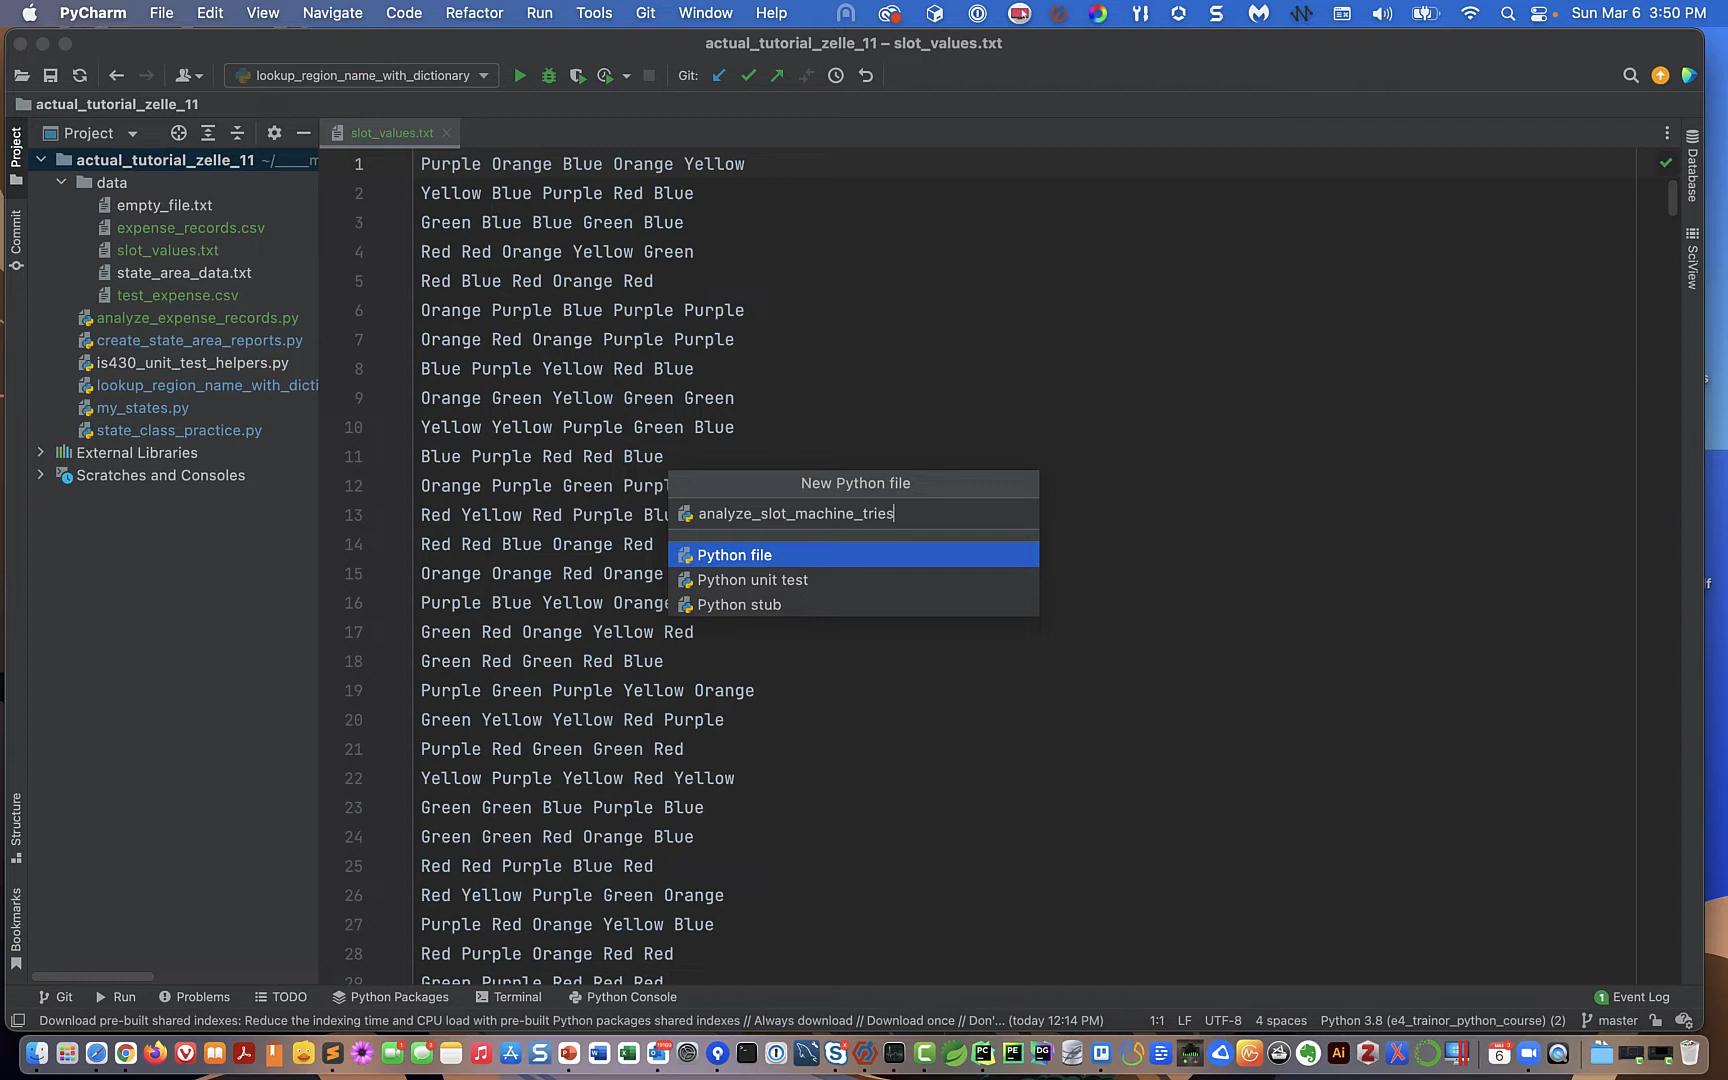 PyCharm File Edit View Navigate Code Refactor Run Tools Git Window Help Sun Mar 6 3:50 PM
actual_tutorial_zelle_11 – slot_values.txt
lookup_region_name_with_dictionary Git:
actual_tutorial_zelle_11
Project
slot_values.txt
Project
Commit
Structure
Bookmarks
actual_tutorial_zelle_11 ~/____m
data
empty_file.txt
expense_records.csv
slot_values.txt
state_area_data.txt
test_expense.csv
analyze_expense_records.py
create_state_area_reports.py
is430_unit_test_helpers.py
lookup_region_name_with_dicti
my_states.py
state_class_practice.py
External Libraries
Scratches and Consoles
1 Purple Orange Blue Orange Yellow
2 Yellow Blue Purple Red Blue
3 Green Blue Blue Green Blue
4 Red Red Orange Yellow Green
5 Red Blue Red Orange Red
6 Orange Purple Blue Purple Purple
7 Orange Red Orange Purple Purple
8 Blue Purple Yellow Red Blue
9 Orange Green Yellow Green Green
10 Yellow Yellow Purple Green Blue
11 Blue Purple Red Red Blue
12 Orange Purple Green Purpl
13 Red Yellow Red Purple Blu
14 Red Red Blue Orange Red
15 Orange Orange Red Orange
16 Purple Blue Yellow Orange
17 Green Red Orange Yellow Red
18 Green Red Green Red Blue
19 Purple Green Purple Yellow Orange
20 Green Yellow Yellow Red Purple
21 Purple Red Green Green Red
22 Yellow Purple Yellow Red Yellow
23 Green Green Blue Purple Blue
24 Green Green Red Orange Blue
25 Red Red Purple Blue Red
26 Red Yellow Purple Green Orange
27 Purple Red Orange Yellow Blue
28 Red Purple Orange Red Red
29 Green Purple Red Red Red
New Python file
analyze_slot_machine_tries
Python file
Python unit test
Python stub
Database
SciView
Git Run Problems TODO Python Packages Terminal Python Console 1 Event Log
Download pre-built shared indexes: Reduce the indexing time and CPU load with pre-built Python packages shared indexes // Always download // Download once // Don'... (today 12:14 PM) 1:1 LF UTF-8 4 spaces Python 3.8 (e4_trainor_python_course) (2) master